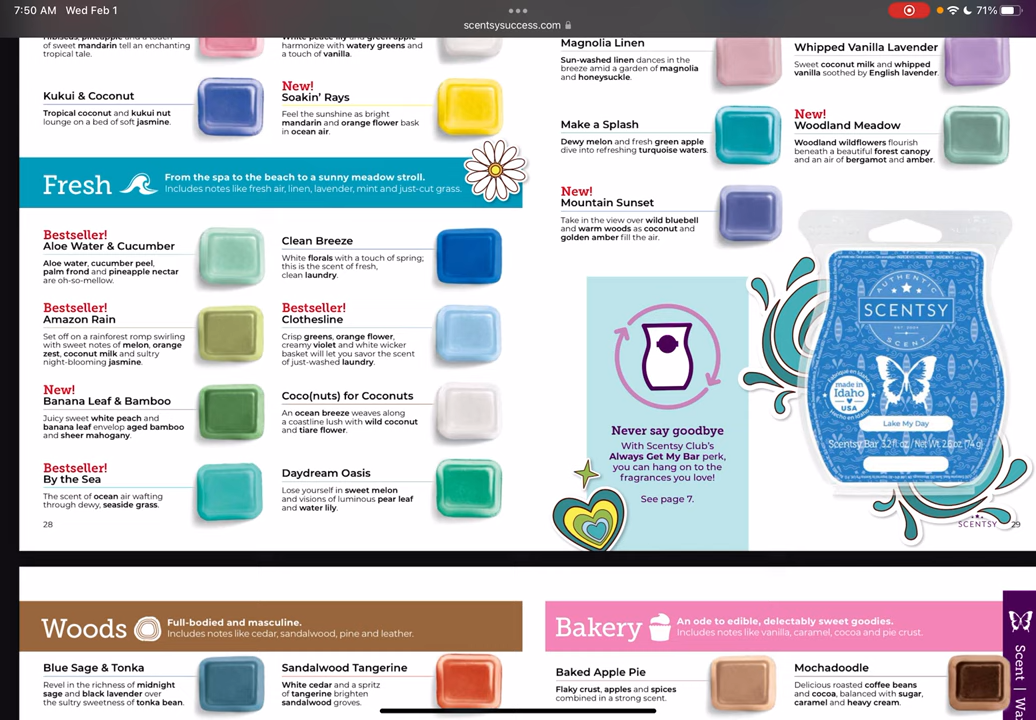 7:50 AM Wed Feb 1
71%
scentsysuccess.com
of sweet mandarin tell an enchanting
tropical tale.
harmonize with watery greens and
a touch of vanilla.
Kukui & Coconut
Tropical coconut and kukui nut
lounge on a bed of soft jasmine.
New!
Soakin' Rays
Feel the sunshine as bright
mandarin and orange flower bask
in ocean air.
Fresh
From the spa to the beach to a sunny meadow stroll.
Includes notes like fresh air, linen, lavender, mint and just-cut grass.
Bestseller!
Aloe Water & Cucumber
Aloe water, cucumber peel,
palm frond and pineapple nectar
are oh-so-mellow.
Clean Breeze
White florals with a touch of spring;
this is the scent of fresh,
clean laundry.
Bestseller!
Amazon Rain
Set off on a rainforest romp swirling
with sweet notes of melon, orange
zest, coconut milk and sultry
night-blooming jasmine.
Bestseller!
Clothesline
Crisp greens, orange flower,
creamy violet and white wicker
basket will let you savor the scent
of just-washed laundry.
New!
Banana Leaf & Bamboo
Juicy sweet white peach and
banana leaf envelop aged bamboo
and sheer mahogany.
Coco(nuts) for Coconuts
An ocean breeze weaves along
a coastline lush with wild coconut
and tiare flower.
Bestseller!
By the Sea
The scent of ocean air wafting
through dewy, seaside grass.
Daydream Oasis
Lose yourself in sweet melon
and visions of luminous pear leaf
and water lily.
28
Magnolia Linen
Sun-washed linen dances in the
breeze amid a garden of magnolia
and honeysuckle.
Whipped Vanilla Lavender
Sweet coconut milk and whipped
vanilla soothed by English lavender.
Make a Splash
Dewy melon and fresh green apple
dive into refreshing turquoise waters.
New!
Woodland Meadow
Woodland wildflowers flourish
beneath a beautiful forest canopy
and an air of bergamot and amber.
New!
Mountain Sunset
Take in the view over wild bluebell
and warm woods as coconut and
golden amber fill the air.
Never say goodbye
With Scentsy Club's
Always Get My Bar perk,
you can hang on to the
fragrances you love!
See page 7.
AUTHENTIC
SCENTSY
SCENT
made in
Idaho
USA
Lake My Day
Scentsy Bar 3.2 fl. oz. / Net Wt. 2.6 oz (74 g)
SCENTSY
29
Woods
Full-bodied and masculine.
Includes notes like cedar, sandalwood, pine and leather.
Blue Sage & Tonka
Revel in the richness of midnight
sage and black lavender over
the sultry sweetness of tonka bean.
Sandalwood Tangerine
White cedar and a spritz
of tangerine brighten
sandalwood groves.
Bakery
An ode to edible, delectably sweet goodies.
Includes notes like vanilla, caramel, cocoa and pie crust.
Baked Apple Pie
Flaky crust, apples and spices
combined in a strong scent.
Mochadoodle
Delicious roasted coffee beans
and cocoa, balanced with sugar,
caramel and heavy cream.
Scent |